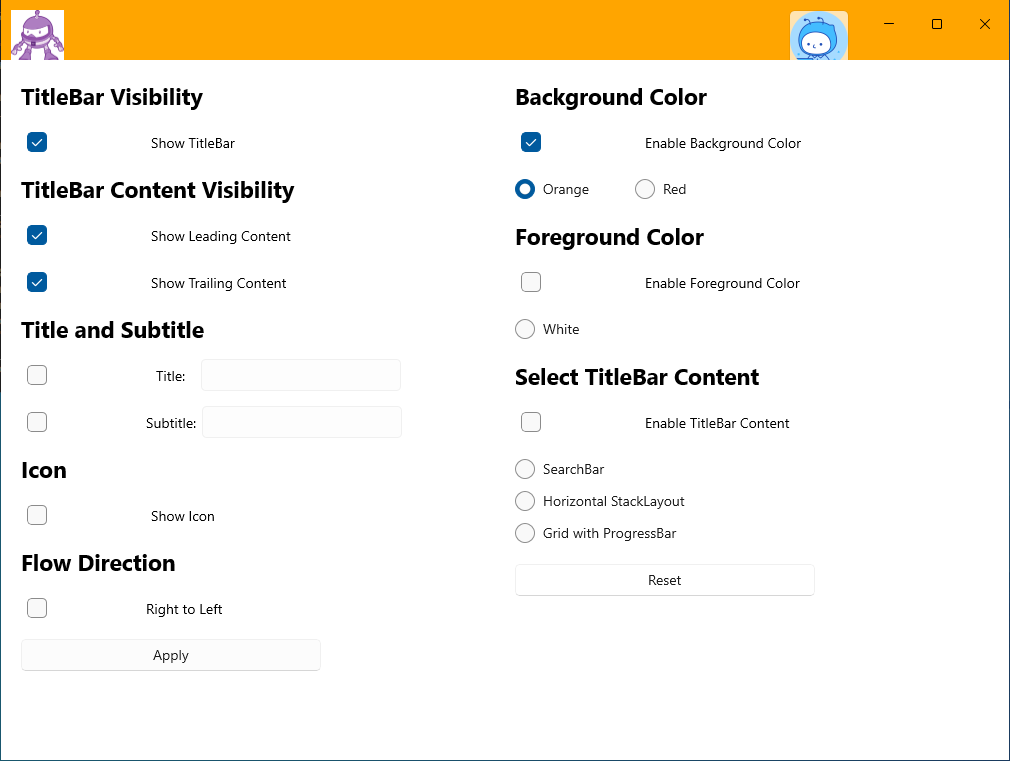 TitleBar Visibility
Show TitleBar
TitleBar Content Visibility
Show Leading Content
Show Trailing Content
Title and Subtitle
Title:
Subtitle:
Icon
Show Icon
Flow Direction
Right to Left
Apply
Background Color
Enable Background Color
Orange Red
Foreground Color
Enable Foreground Color
White
Select TitleBar Content
Enable TitleBar Content
SearchBar
Horizontal StackLayout
Grid with ProgressBar
Reset